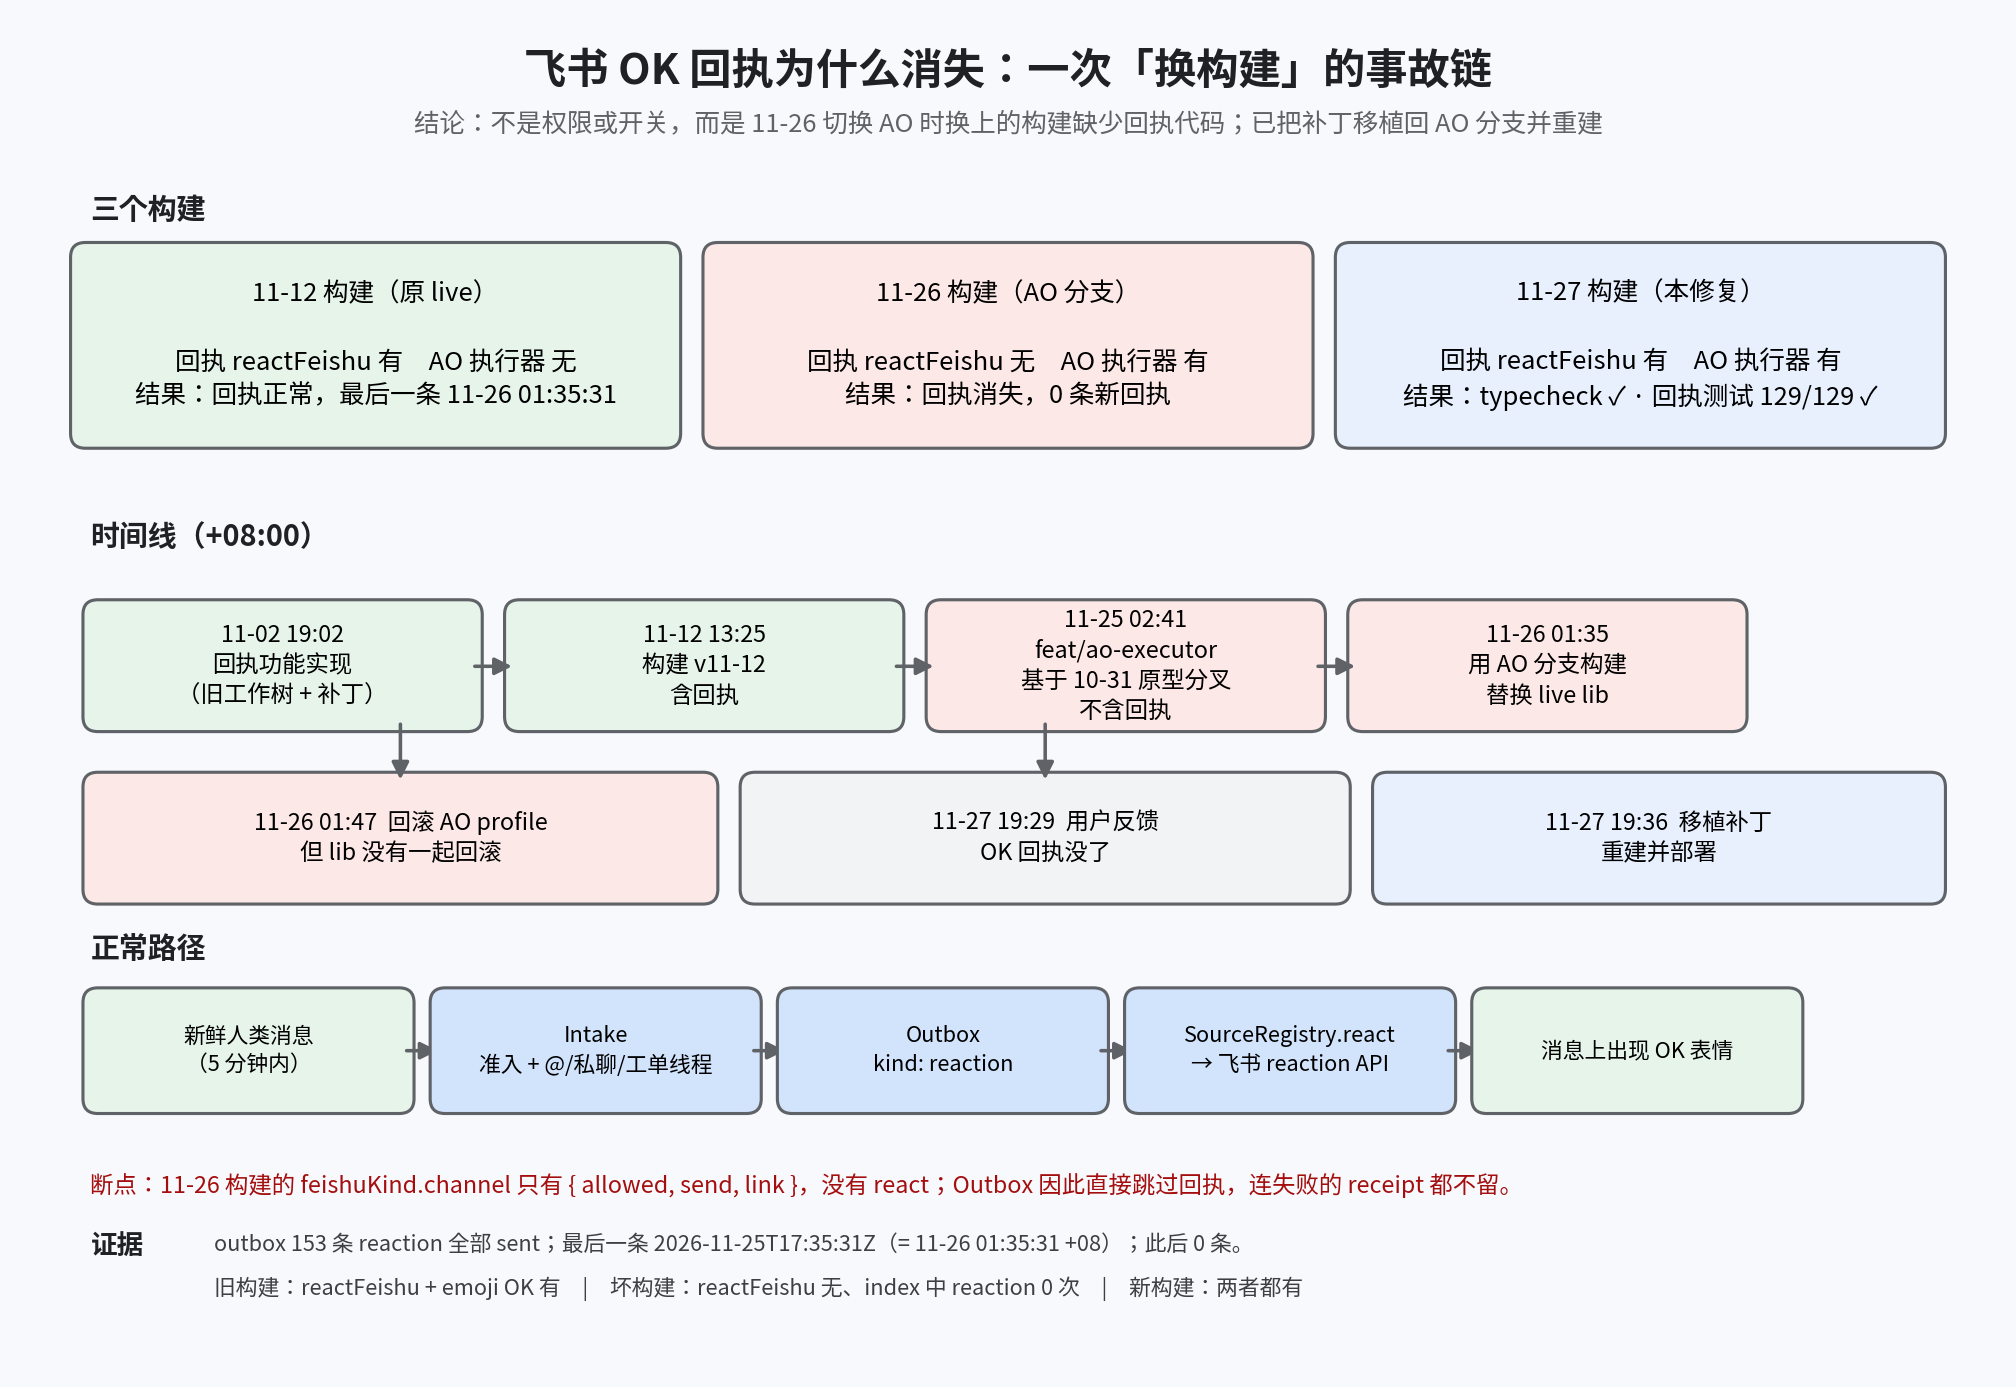 飞书 OK 回执为什么消失：一次「换构建」的事故链
结论：不是权限或开关，而是 11-26 切换 AO 时换上的构建缺少回执代码；已把补丁移植回 AO 分支并重建
三个构建
11-12 构建（原 live）
回执 reactFeishu 有　AO 执行器 无
结果：回执正常，最后一条 11-26 01:35:31
11-26 构建（AO 分支）
回执 reactFeishu 无　AO 执行器 有
结果：回执消失，0 条新回执
11-27 构建（本修复）
回执 reactFeishu 有　AO 执行器 有
结果：typecheck ✓ · 回执测试 129/129 ✓
时间线（+08:00）
11-02 19:02
回执功能实现
（旧工作树 + 补丁）
11-12 13:25
构建 v11-12
含回执
11-25 02:41
feat/ao-executor
基于 10-31 原型分叉
不含回执
11-26 01:35
用 AO 分支构建
替换 live lib
11-26 01:47 回滚 AO profile
但 lib 没有一起回滚
11-27 19:29 用户反馈
OK 回执没了
11-27 19:36 移植补丁
重建并部署
正常路径
新鲜人类消息
（5 分钟内）
Intake
准入 + @/私聊/工单线程
Outbox
kind: reaction
SourceRegistry.react
→ 飞书 reaction API
消息上出现 OK 表情
断点：11-26 构建的 feishuKind.channel 只有 { allowed, send, link }，没有 react；Outbox 因此直接跳过回执，连失败的 receipt 都不留。
证据
outbox 153 条 reaction 全部 sent；最后一条 2026-11-25T17:35:31Z（= 11-26 01:35:31 +08）；此后 0 条。
旧构建：reactFeishu + emoji OK 有　|　坏构建：reactFeishu 无、index 中 reaction 0 次　|　新构建：两者都有